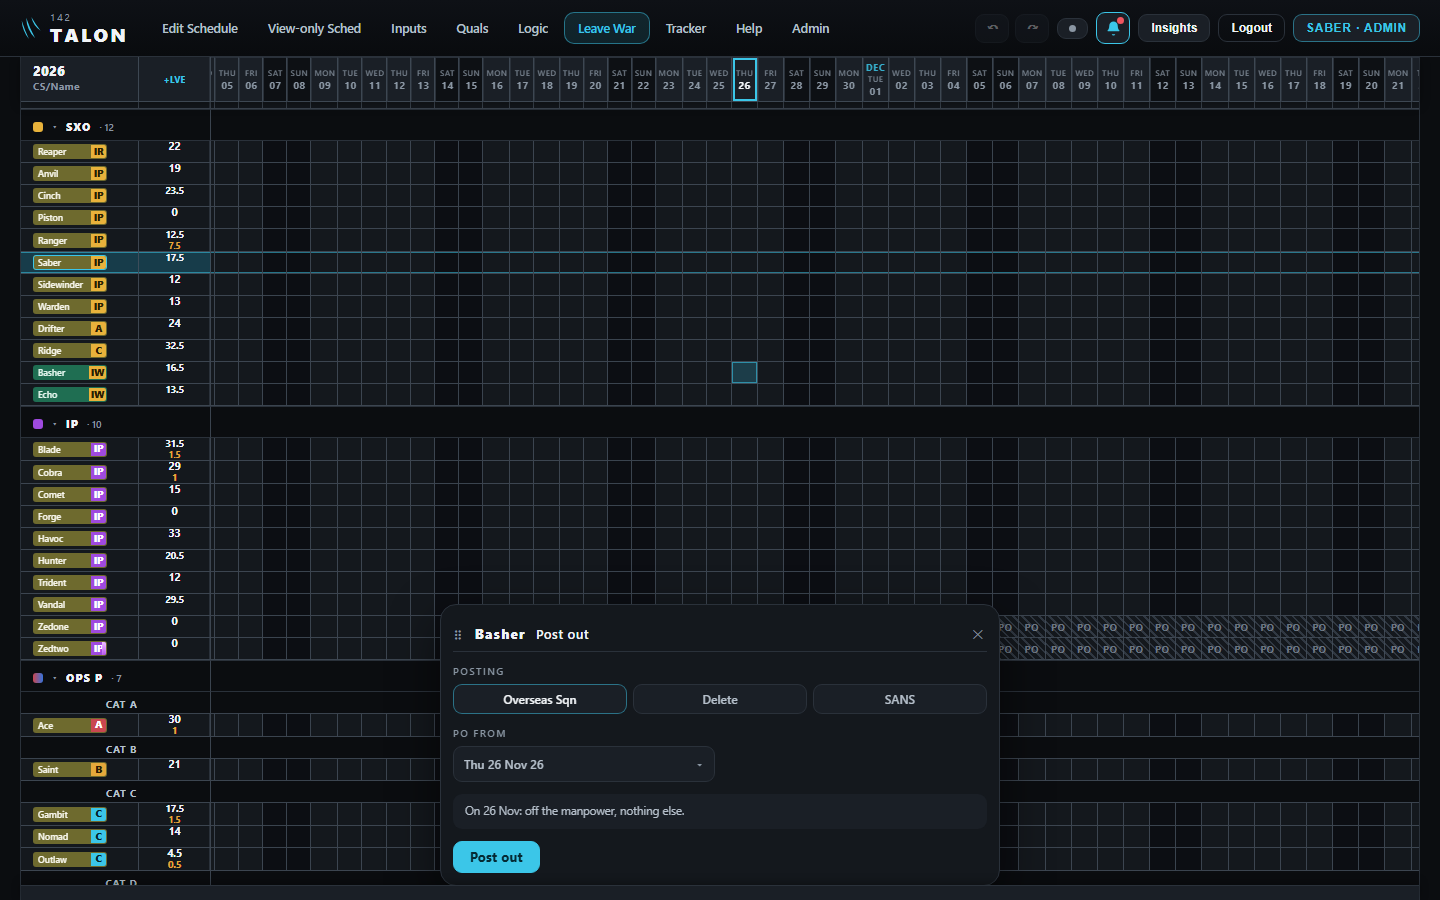 142
TALON
Edit Schedule View-only Sched Inputs Quals Logic Leave War Tracker Help Admin
Insights Logout SABER · ADMIN
2026
CS/Name
+LVE
THU 05 FRI 06 SAT 07 SUN 08 MON 09 TUE 10 WED 11 THU 12 FRI 13 SAT 14 SUN 15 MON 16 TUE 17 WED 18 THU 19 FRI 20 SAT 21 SUN 22 MON 23 TUE 24 WED 25 THU 26 FRI 27 SAT 28 SUN 29 MON 30 DEC TUE 01 WED 02 THU 03 FRI 04 SAT 05 SUN 06 MON 07 TUE 08 WED 09 THU 10 FRI 11 SAT 12 SUN 13 MON 14 TUE 15 WED 16 THU 17 FRI 18 SAT 19 SUN 20 MON 21
SXO · 12
Reaper IR 22
Anvil IP 19
Cinch IP 23.5
Piston IP 0
Ranger IP 12.5
7.5
Saber IP 17.5
Sidewinder IP 12
Warden IP 13
Drifter A 24
Ridge C 32.5
Basher IW 16.5
Echo IW 13.5
IP · 10
Blade IP 31.5
1.5
Cobra IP 29
1
Comet IP 15
Forge IP 0
Havoc IP 33
Hunter IP 20.5
Trident IP 12
Vandal IP 29.5
Zedone IP 0 PO PO PO PO PO PO PO PO PO PO PO PO PO PO PO PO
Zedtwo IP 0 PO PO PO PO PO PO PO PO PO PO PO PO PO PO PO PO
OPS P · 7
CAT A
Ace A 30
1
CAT B
Saint B 21
CAT C
Gambit C 17.5
1.5
Nomad C 14
Outlaw C 4.5
0.5
CAT D
Basher Post out
POSTING
Overseas Sqn Delete SANS
PO FROM
Thu 26 Nov 26
On 26 Nov: off the manpower, nothing else.
Post out